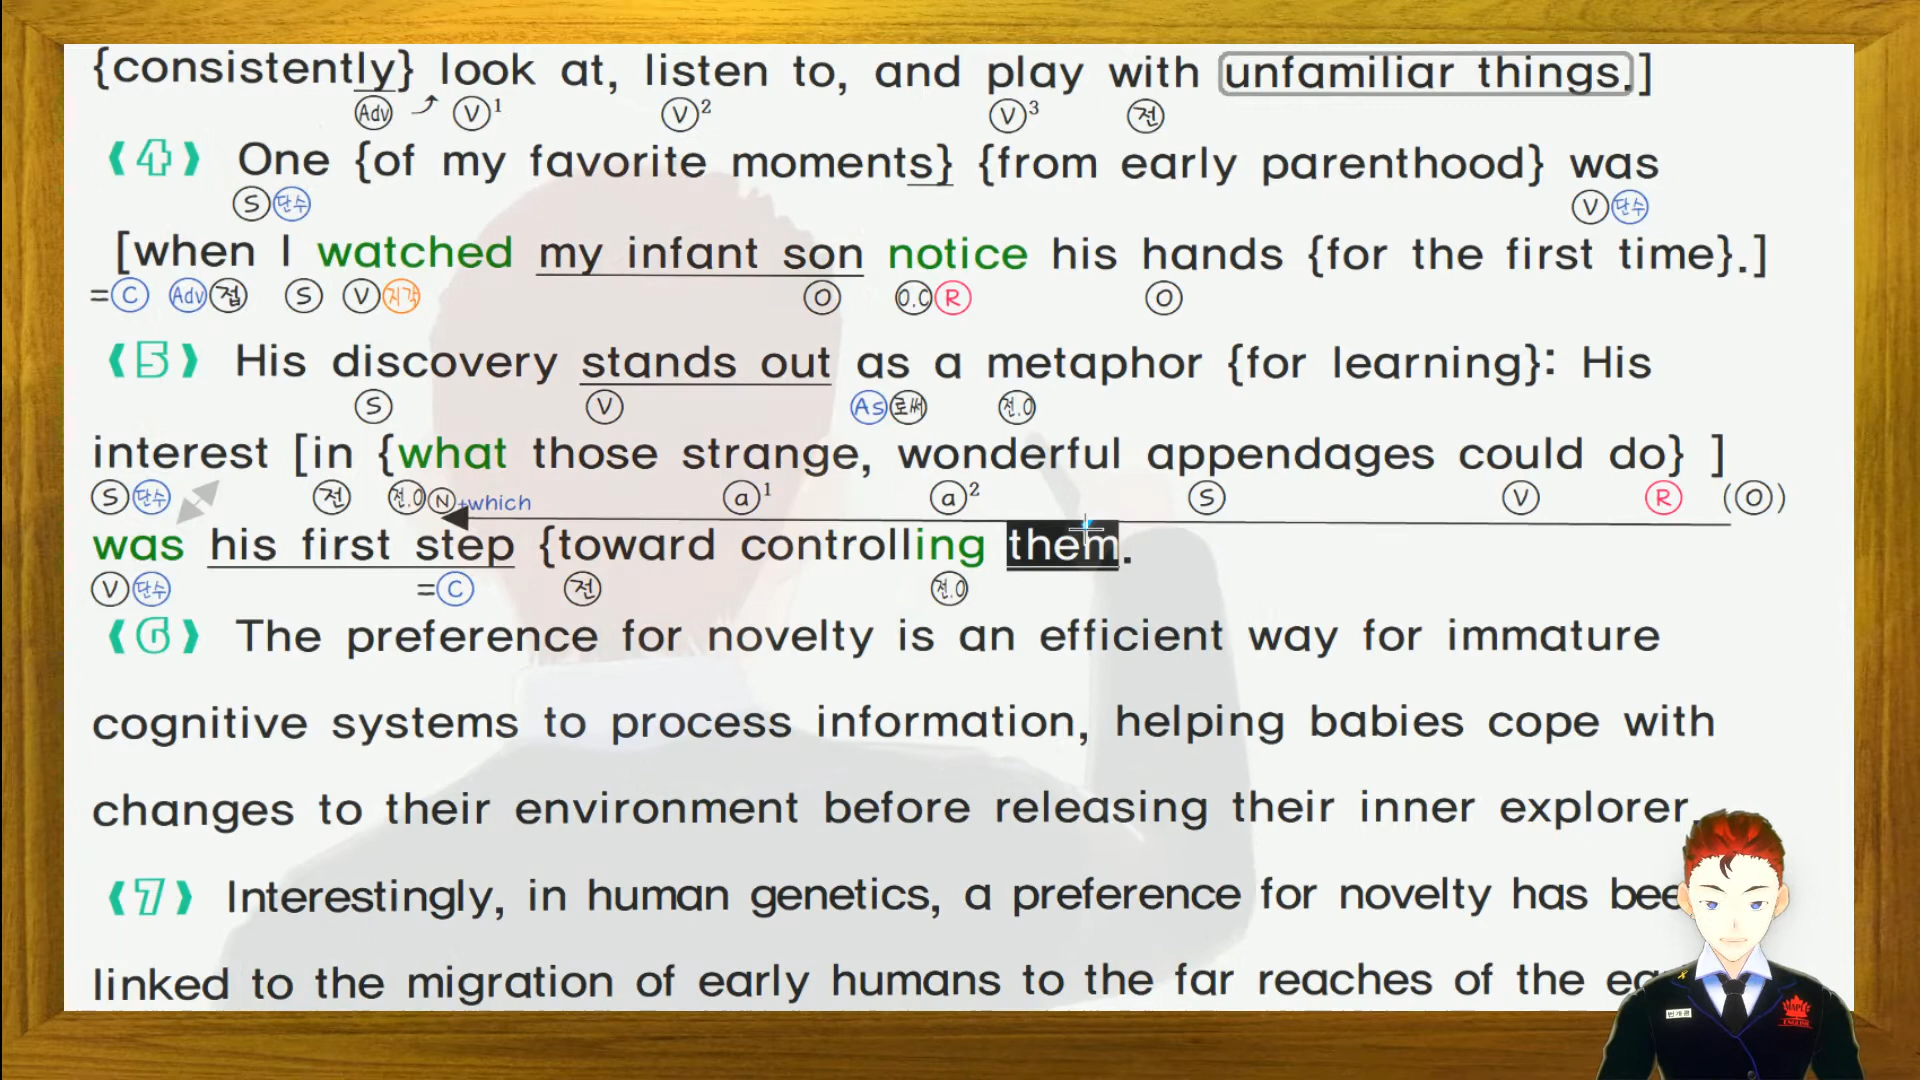 {consistently} look at, listen to, and play with unfamiliar things.]
Adv V1 V2 V3 전
❪4❫ One {of my favorite moments} {from early parenthood} was
S 단수 V 단수
[when I watched my infant son notice his hands {for the first time}.]
=C Adv 접 S V 지각 O O.C R O
❪5❫ His discovery stands out as a metaphor {for learning}: His
S V As 로써 전.O
interest [in {what those strange, wonderful appendages could do} ]
S 단수 전 전.O N+which a1 a2 S V R (O)
was his first step {toward controlling them.
V 단수 =C 전 전.O
❪6❫ The preference for novelty is an efficient way for immature
cognitive systems to process information, helping babies cope with
changes to their environment before releasing their inner explorer.
❪7❫ Interestingly, in human genetics, a preference for novelty has
linked to the migration of early humans to the far reaches of the
ENGLISH